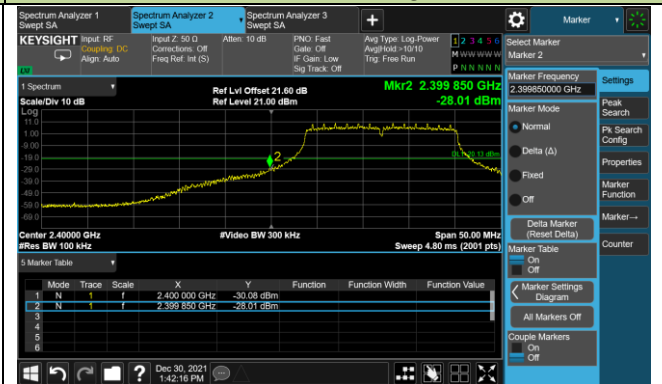 Spectrum Analyzer 1
Swept SA
Spectrum Analyzer 2
Swept SA
Spectrum Analyzer 3
Swept SA
+
Marker
KEYSIGHT
Input: RF
Coupling: DC
Align: Auto
Input Z: 50 Ω
Corrections: Off
Freq Ref: Int (S)
Atten: 10 dB
PNO: Fast
Gate: Off
IF Gain: Low
Sig Track: Off
Avg Type: Log-Power
Avg|Hold:>10/10
Trig: Free Run
1 2 3 4 5 6
M W W W W W
P N N N N N
Select Marker
Marker 2
1 Spectrum
Scale/Div 10 dB
Ref Lvl Offset 21.60 dB
Ref Level 21.00 dBm
Mkr2 2.399 850 GHz
-28.01 dBm
Log
11.0
1.00
-9.00
-19.0
-29.0
-39.0
-49.0
-59.0
-69.0
2
Center 2.40000 GHz
#Res BW 100 kHz
#Video BW 300 kHz
Span 50.00 MHz
Sweep 4.80 ms (2001 pts)
5 Marker Table
Mode Trace Scale X Y Function Function Width Function Value
1 N 1 f 2.400 000 GHz -30.08 dBm
2 N 1 f 2.399 850 GHz -28.01 dBm
3
4
5
6
Marker Frequency
2.399850000 GHz
Marker Mode
Normal
Delta (Δ)
Fixed
Off
Delta Marker
(Reset Delta)
Marker Table
On
Off
Marker Settings
Diagram
All Markers Off
Couple Markers
On
Off
Settings
Peak
Search
Pk Search
Config
Properties
Marker
Function
Marker→
Counter
?
Dec 30, 2021
1:42:16 PM